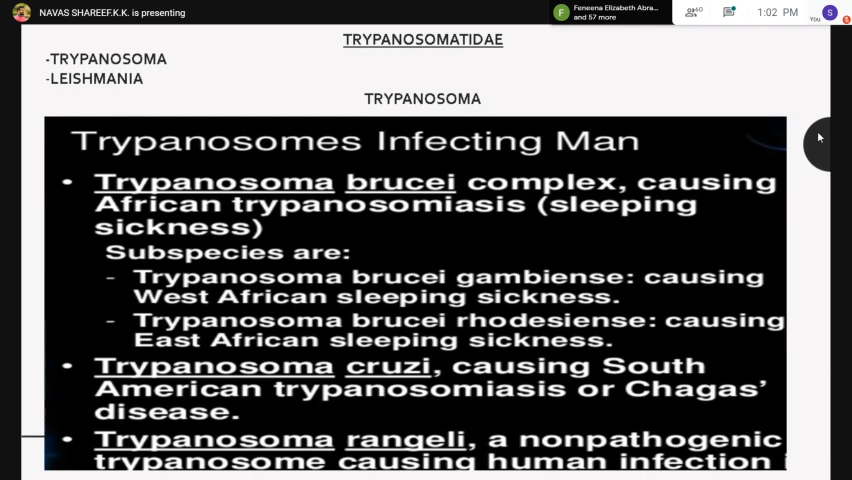 NAVAS SHAREEF.K.K. is presenting
F
Feneena Elizabeth Abra...
and 57 more
60
1:02 PM
You
S
TRYPANOSOMATIDAE
-TRYPANOSOMA
-LEISHMANIA
TRYPANOSOMA
Trypanosomes Infecting Man
• Trypanosoma brucei complex, causing
African trypanosomiasis (sleeping
sickness)
Subspecies are:
- Trypanosoma brucei gambiense: causing
West African sleeping sickness.
- Trypanosoma brucei rhodesiense: causing
East African sleeping sickness.
• Trypanosoma cruzi, causing South
American trypanosomiasis or Chagas’
disease.
• Trypanosoma rangeli, a nonpathogenic
trypanosome causing human infection